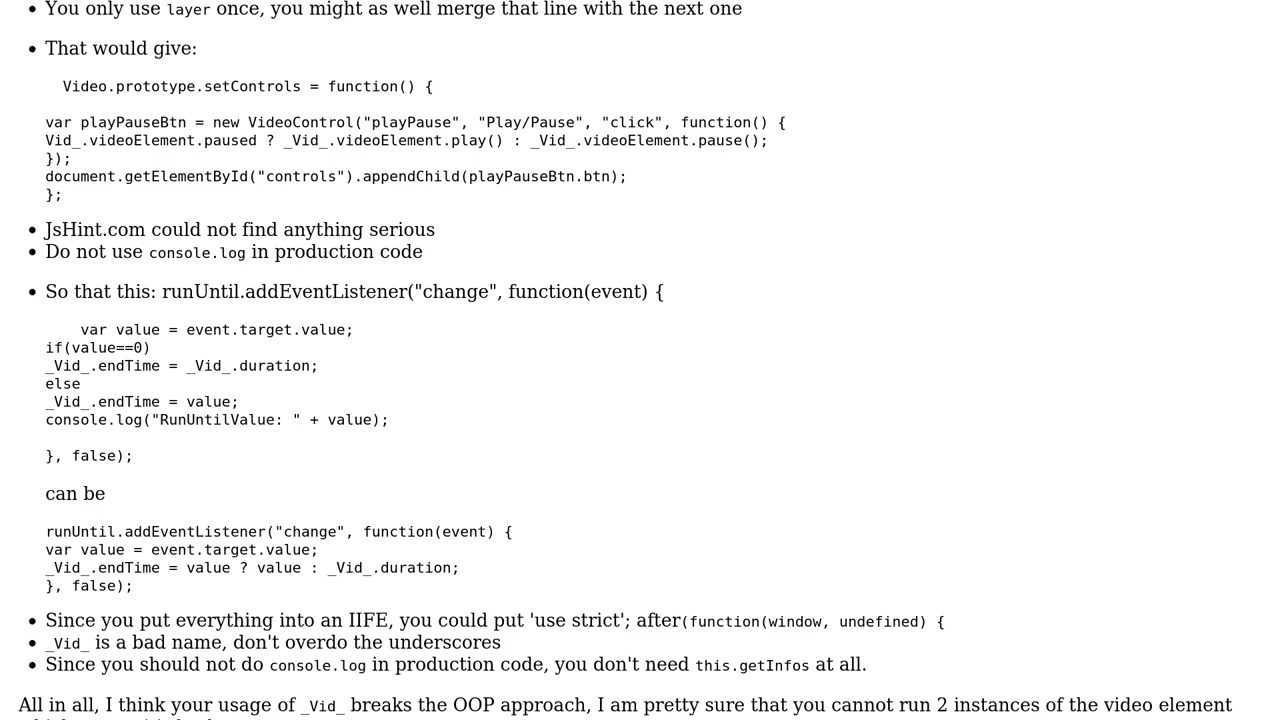 You only use layer once, you might as well merge that line with the next one
That would give:
Video.prototype.setControls = function() {
var playPauseBtn = new VideoControl("playPause", "Play/Pause", "click", function() {
Vid_.videoElement.paused ? _Vid_.videoElement.play() : _Vid_.videoElement.pause();
});
document.getElementById("controls").appendChild(playPauseBtn.btn);
};
JsHint.com could not find anything serious
Do not use console.log in production code
So that this: runUntil.addEventListener("change", function(event) {
var value = event.target.value;
if(value==0)
_Vid_.endTime = _Vid_.duration;
else
_Vid_.endTime = value;
console.log("RunUntilValue: " + value);
}, false);
can be
runUntil.addEventListener("change", function(event) {
var value = event.target.value;
_Vid_.endTime = value ? value : _Vid_.duration;
}, false);
Since you put everything into an IIFE, you could put 'use strict'; after(function(window, undefined) {
_Vid_ is a bad name, don't overdo the underscores
Since you should not do console.log in production code, you don't need this.getInfos at all.
All in all, I think your usage of _Vid_ breaks the OOP approach, I am pretty sure that you cannot run 2 instances of the video element